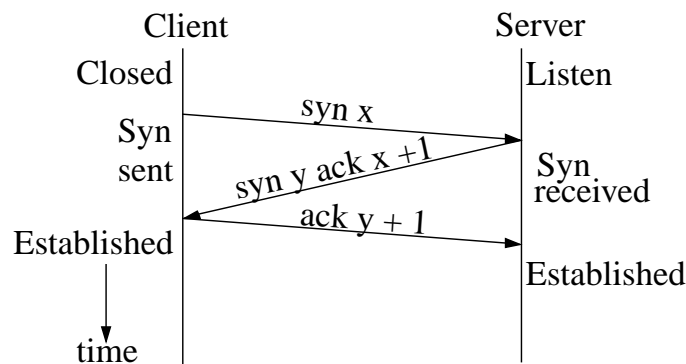 Client Server
Closed Listen
syn x
Syn
sent
syn y ack x +1
Syn
received
ack y + 1
Established
Established
time